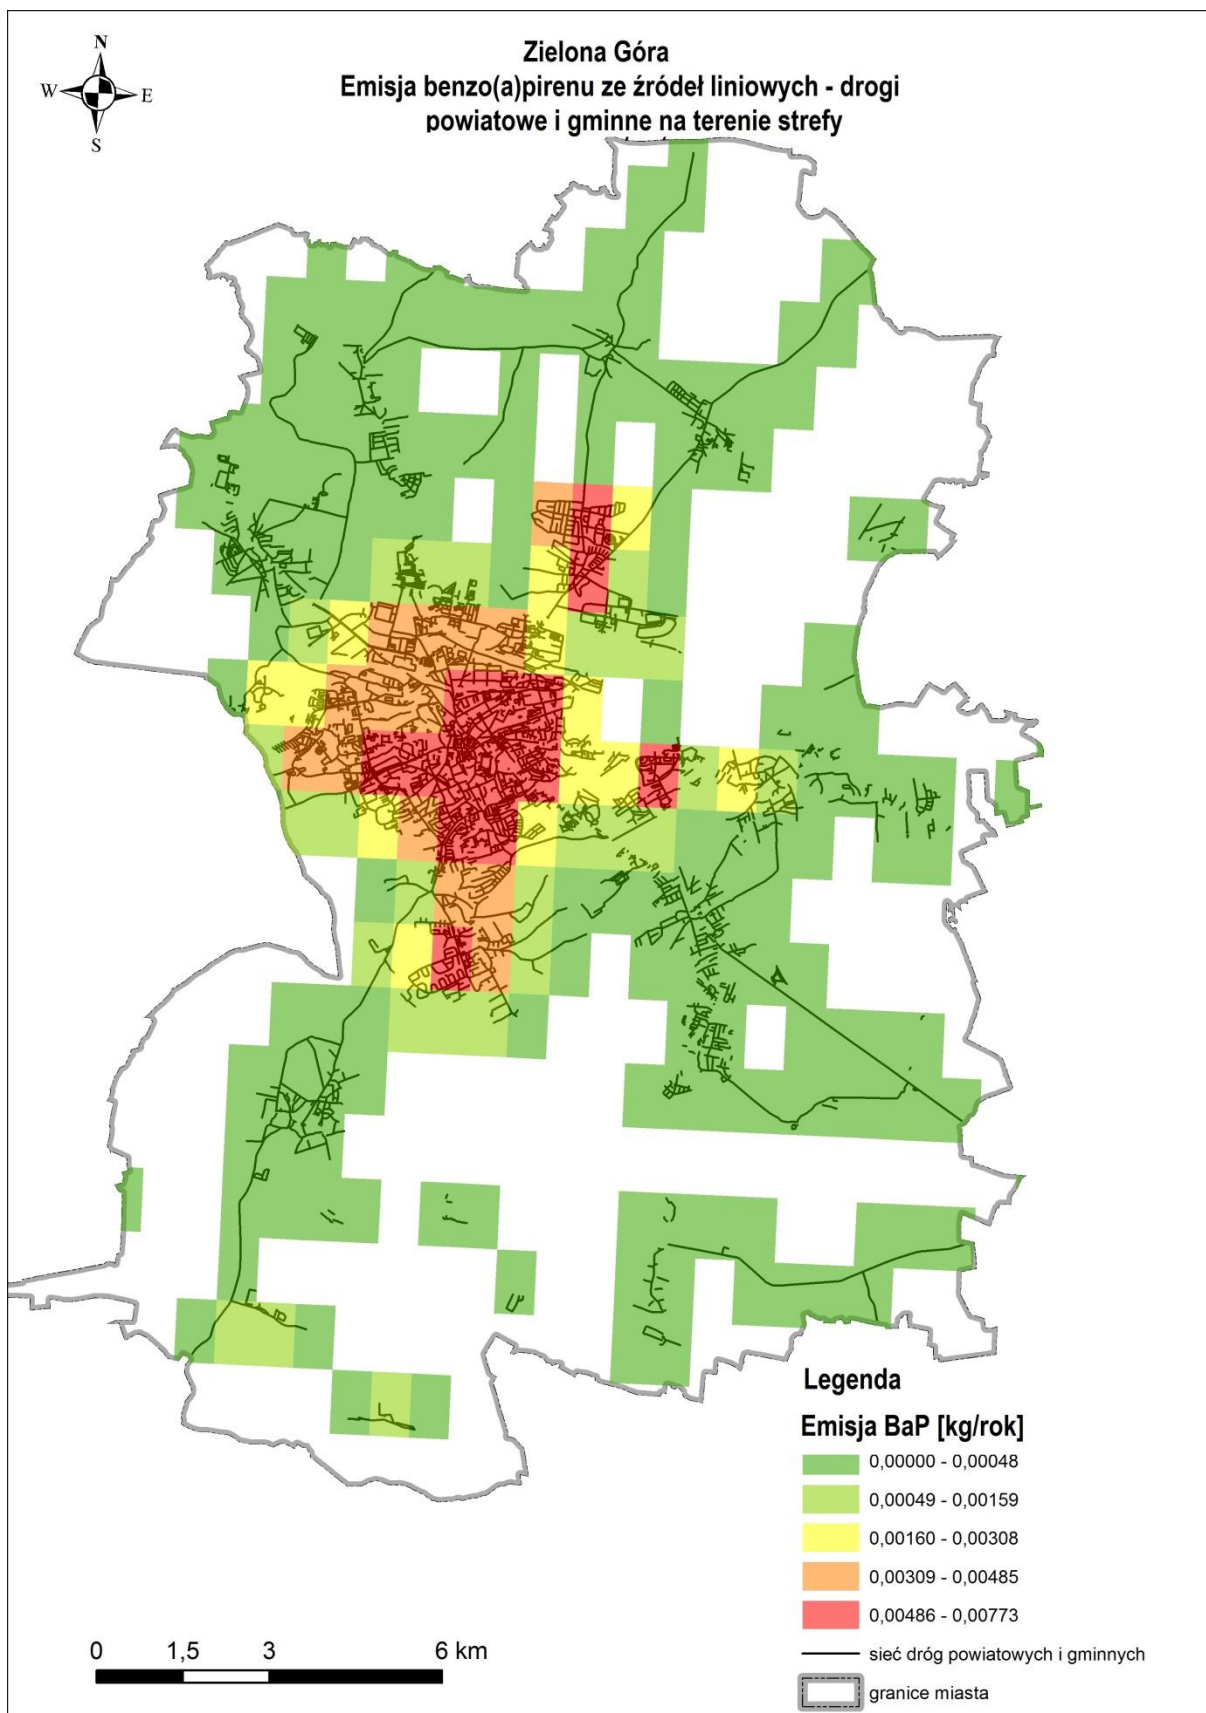 Zielona Góra
Emisja benzo(a)pirenu ze źródeł liniowych - drogi
powiatowe i gminne na terenie strefy
N
W E
S
Legenda
Emisja BaP [kg/rok]
0,00000 - 0,00048
0,00049 - 0,00159
0,00160 - 0,00308
0,00309 - 0,00485
0,00486 - 0,00773
sieć dróg powiatowych i gminnych
granice miasta
0 1,5 3 6 km